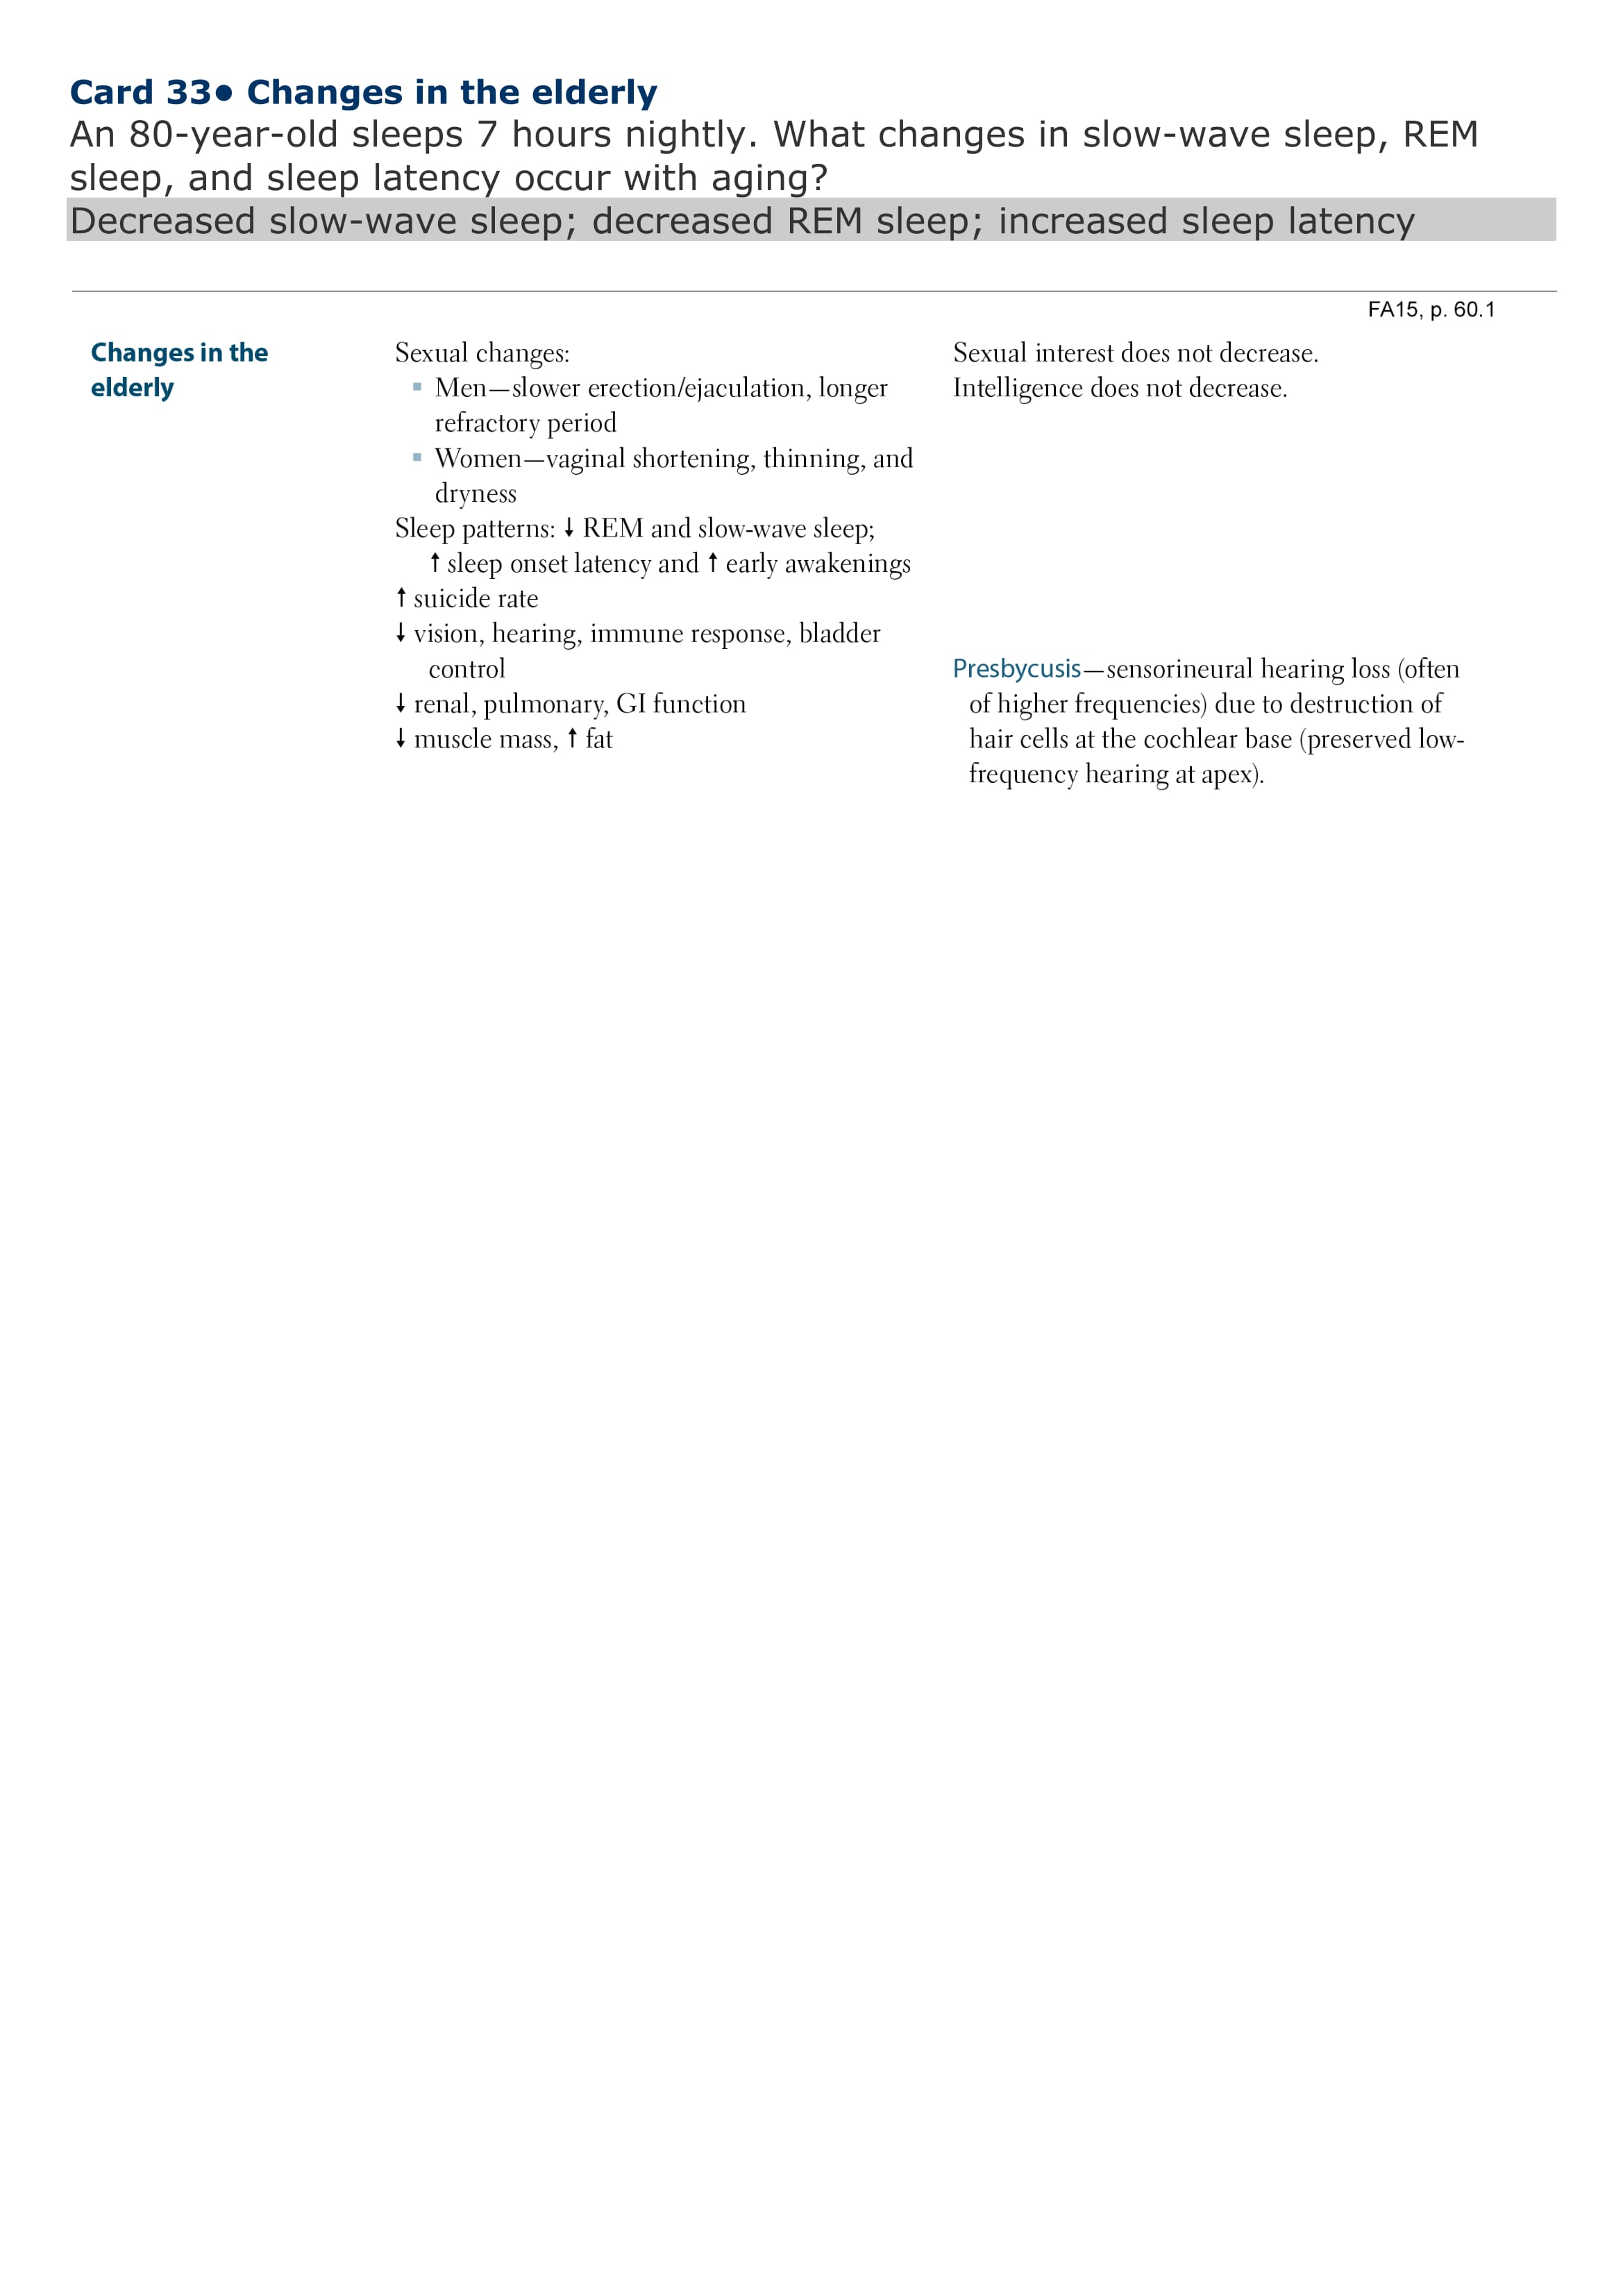 Card 33● Changes in the elderly
An 80-year-old sleeps 7 hours nightly. What changes in slow-wave sleep, REM
sleep, and sleep latency occur with aging?
Decreased slow-wave sleep; decreased REM sleep; increased sleep latency
FA15, p. 60.1
Changes in the
elderly
Sexual changes:
▪ Men—slower erection/ejaculation, longer
refractory period
▪ Women—vaginal shortening, thinning, and
dryness
Sleep patterns: ↓ REM and slow-wave sleep;
↑ sleep onset latency and ↑ early awakenings
↑ suicide rate
↓ vision, hearing, immune response, bladder
control
↓ renal, pulmonary, GI function
↓ muscle mass, ↑ fat
Sexual interest does not decrease.
Intelligence does not decrease.
Presbycusis—sensorineural hearing loss (often
of higher frequencies) due to destruction of
hair cells at the cochlear base (preserved low-
frequency hearing at apex).